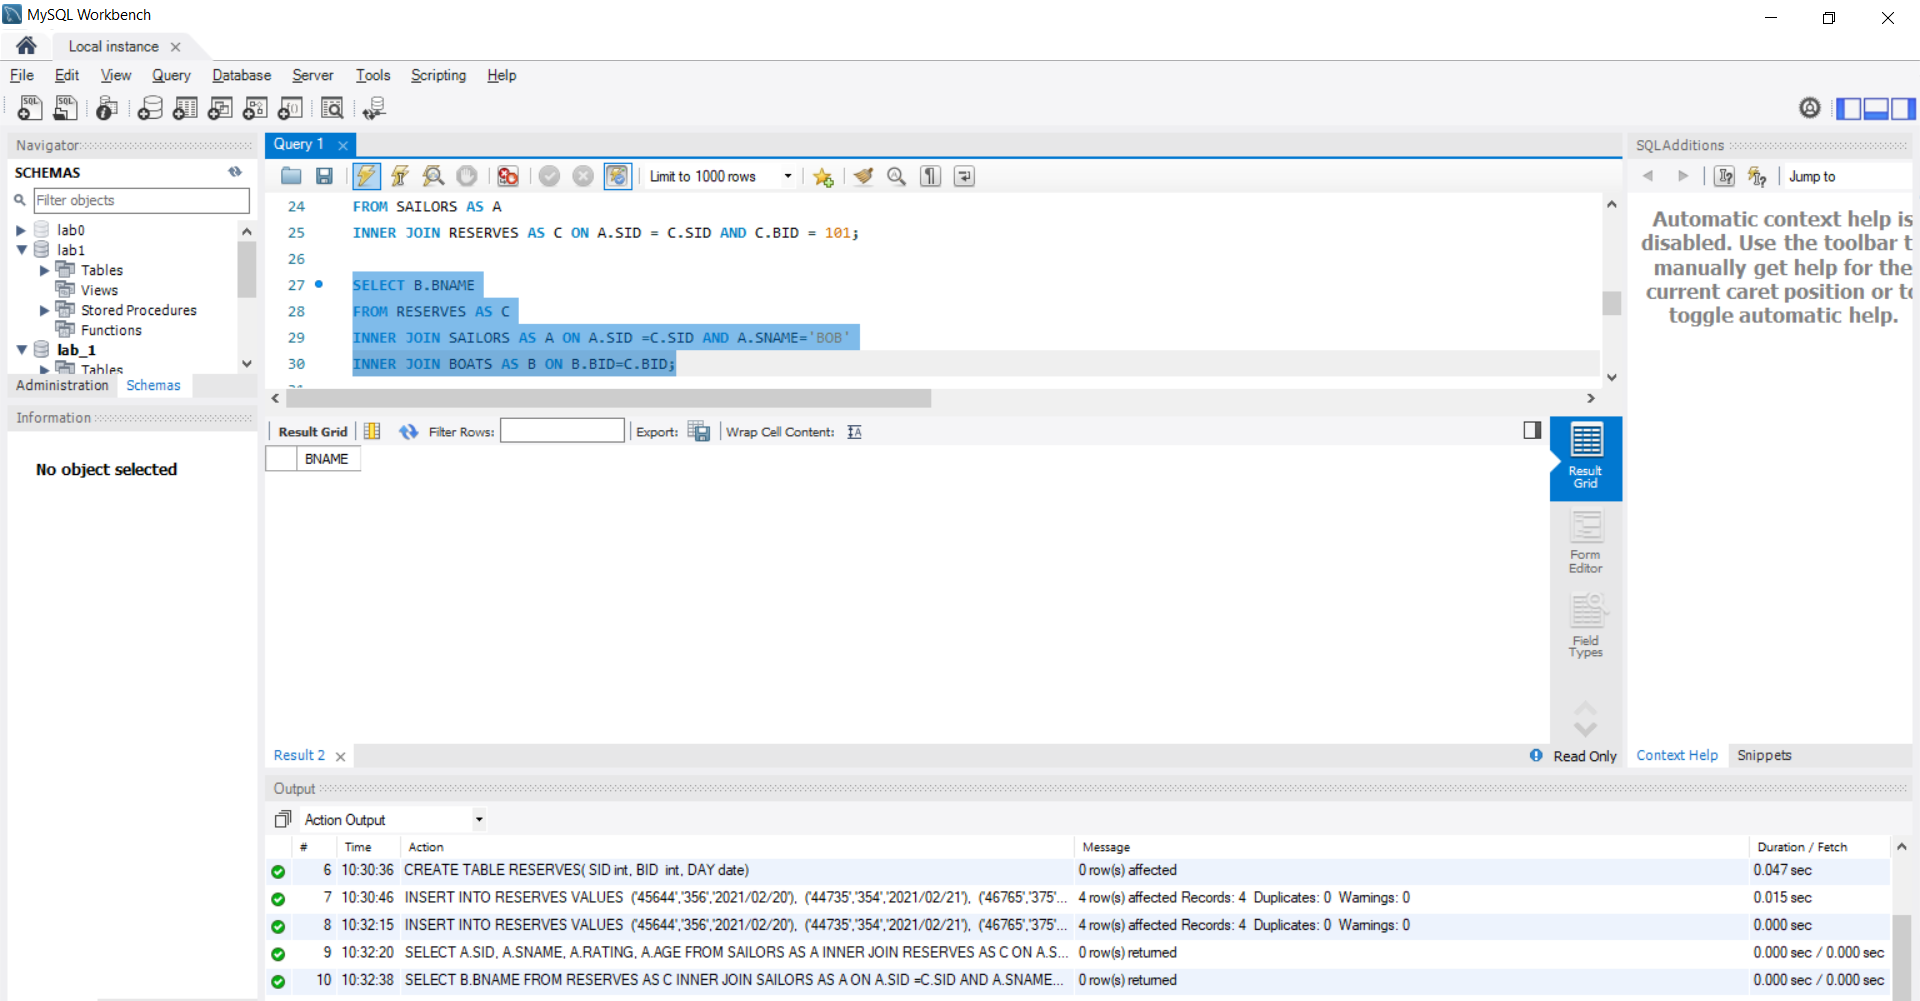 MySQL Workbench
Local instance
File Edit View Query Database Server Tools Scripting Help
Navigator
SCHEMAS
Filter objects
lab0
lab1
Tables
Views
Stored Procedures
Functions
lab_1
Tables
Administration Schemas
Information
No object selected
Query 1
Limit to 1000 rows
24 FROM SAILORS AS A
25 INNER JOIN RESERVES AS C ON A.SID = C.SID AND C.BID = 101;
26
27 SELECT B.BNAME
28 FROM RESERVES AS C
29 INNER JOIN SAILORS AS A ON A.SID =C.SID AND A.SNAME='BOB'
30 INNER JOIN BOATS AS B ON B.BID=C.BID;
Result Grid Filter Rows: Export: Wrap Cell Content:
BNAME
Result
Grid
Form
Editor
Field
Types
Result 2
Read Only
SQLAdditions
Jump to
Automatic context help is
disabled. Use the toolbar t
manually get help for the
current caret position or to
toggle automatic help.
Context Help Snippets
Output
Action Output
# Time Action Message Duration / Fetch
6 10:30:36 CREATE TABLE RESERVES( SID int, BID int, DAY date) 0 row(s) affected 0.047 sec
7 10:30:46 INSERT INTO RESERVES VALUES ('45644','356','2021/02/20'), ('44735','354','2021/02/21'), ('46765','375'... 4 row(s) affected Records: 4 Duplicates: 0 Warnings: 0 0.015 sec
8 10:32:15 INSERT INTO RESERVES VALUES ('45644','356','2021/02/20'), ('44735','354','2021/02/21'), ('46765','375'... 4 row(s) affected Records: 4 Duplicates: 0 Warnings: 0 0.000 sec
9 10:32:20 SELECT A.SID, A.SNAME, A.RATING, A.AGE FROM SAILORS AS A INNER JOIN RESERVES AS C ON A.S... 0 row(s) returned 0.000 sec / 0.000 sec
10 10:32:38 SELECT B.BNAME FROM RESERVES AS C INNER JOIN SAILORS AS A ON A.SID =C.SID AND A.SNAME... 0 row(s) returned 0.000 sec / 0.000 sec